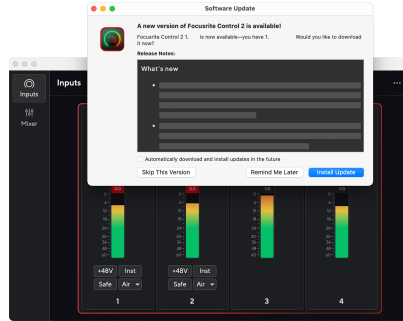 Software Update
A new version of Focusrite Control 2 is available!
Focusrite Control 2 1. is now available—you have 1. Would you like to download
it now?
Release Notes:
What's new
Automatically download and install updates in the future
Skip This Version
Remind Me Later
Install Update
Inputs
Inputs
Mixer
+48V Inst
+48V Inst
Safe Air
Safe Air
1
2
3
4